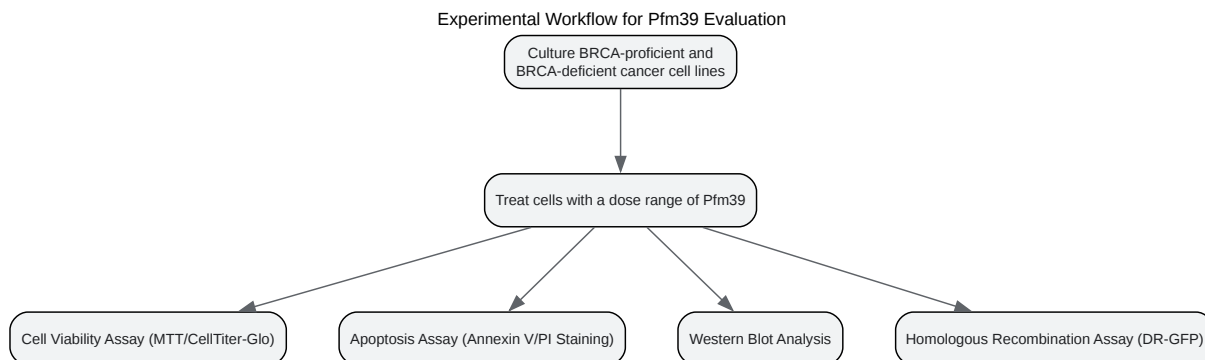 Experimental Workflow for Pfm39 Evaluation
Culture BRCA-proficient and
BRCA-deficient cancer cell lines
Treat cells with a dose range of Pfm39
Cell Viability Assay (MTT/CellTiter-Glo)
Apoptosis Assay (Annexin V/PI Staining)
Western Blot Analysis
Homologous Recombination Assay (DR-GFP)